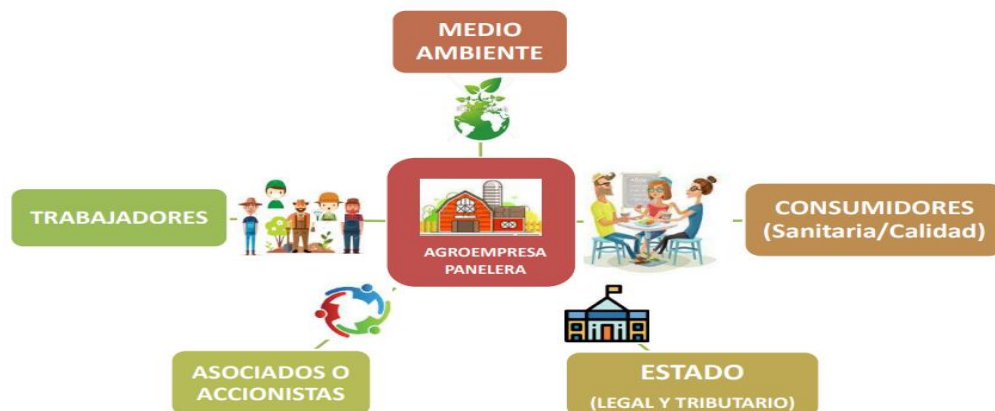 MEDIO
AMBIENTE
TRABAJADORES
AGROEMPRESA
PANELERA
CONSUMIDORES
(Sanitaria/Calidad)
ASOCIADOS O
ACCIONISTAS
ESTADO
(LEGAL Y TRIBUTARIO)